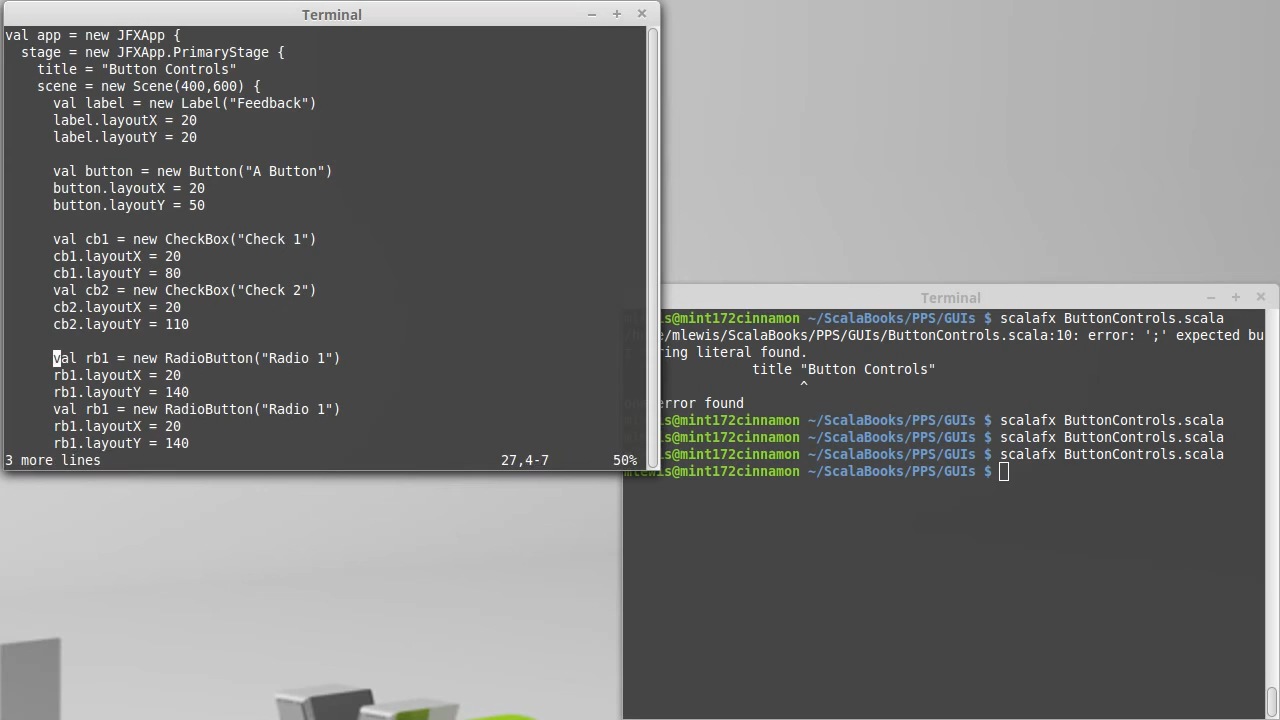 Terminal
val app = new JFXApp {
stage = new JFXApp.PrimaryStage {
title = "Button Controls"
scene = new Scene(400,600) {
val label = new Label("Feedback")
label.layoutX = 20
label.layoutY = 20
val button = new Button("A Button")
button.layoutX = 20
button.layoutY = 50
val cb1 = new CheckBox("Check 1")
cb1.layoutX = 20
cb1.layoutY = 80
val cb2 = new CheckBox("Check 2")
cb2.layoutX = 20
cb2.layoutY = 110
val rb1 = new RadioButton("Radio 1")
rb1.layoutX = 20
rb1.layoutY = 140
val rb1 = new RadioButton("Radio 1")
rb1.layoutX = 20
rb1.layoutY = 140
3 more lines 27,4-7 50%
Terminal
mlewis@mint172cinnamon ~/ScalaBooks/PPS/GUIs $ scalafx ButtonControls.scala
/home/mlewis/ScalaBooks/PPS/GUIs/ButtonControls.scala:10: error: ';' expected bu
t string literal found.
title "Button Controls"
^
one error found
mlewis@mint172cinnamon ~/ScalaBooks/PPS/GUIs $ scalafx ButtonControls.scala
mlewis@mint172cinnamon ~/ScalaBooks/PPS/GUIs $ scalafx ButtonControls.scala
mlewis@mint172cinnamon ~/ScalaBooks/PPS/GUIs $ scalafx ButtonControls.scala
mlewis@mint172cinnamon ~/ScalaBooks/PPS/GUIs $